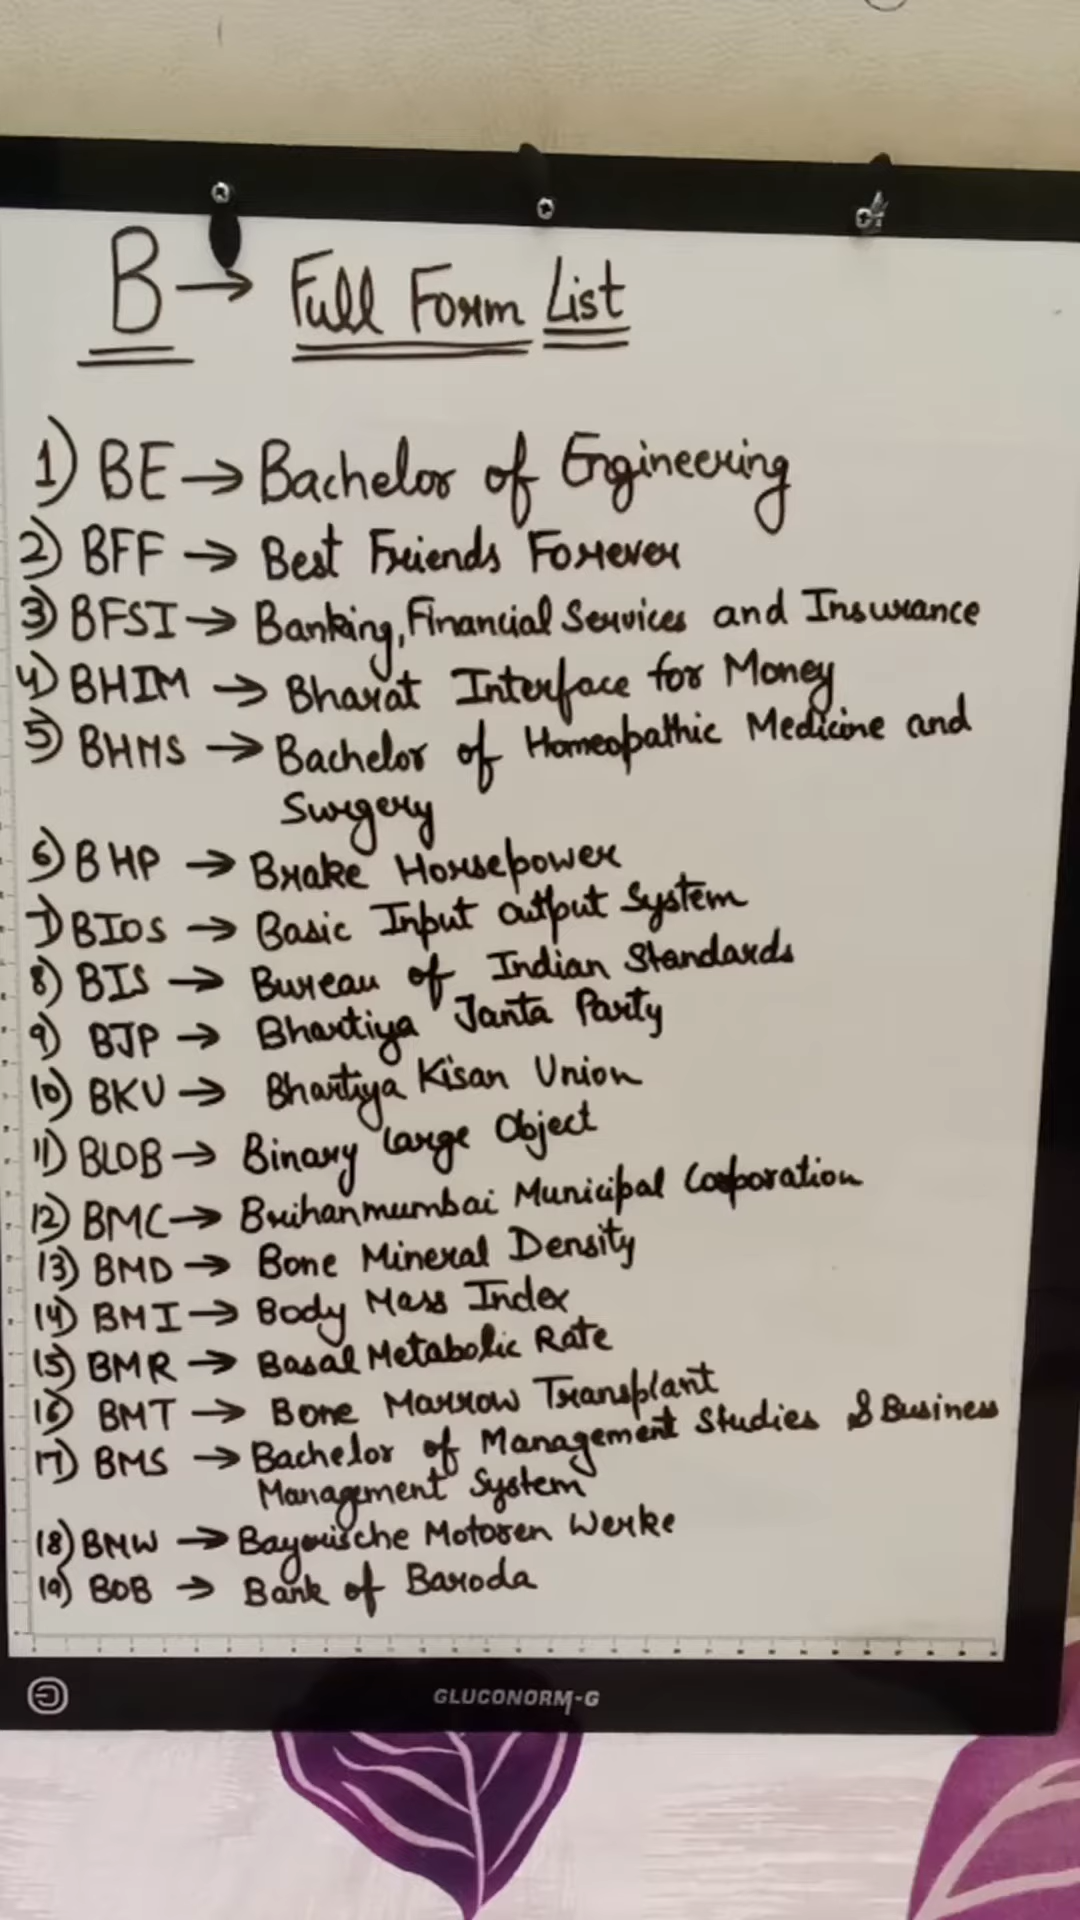 B → Full Form List
1) BE → Bachelor of Engineering
2) BFF → Best Friends Forever
3) BFSI → Banking, Financial Services and Insurance
4) BHIM → Bharat Interface for Money
5) BHMS → Bachelor of Homeopathic Medicine and
Surgery
6) BHP → Brake Horsepower
7) BIOS → Basic Input output System
8) BIS → Bureau of Indian Standards
9) BJP → Bhartiya Janta Party
10) BKU → Bhartiya Kisan Union
11) BLOB → Binary large Object
12) BMC → Brihanmumbai Municipal Corporation
13) BMD → Bone Mineral Density
14) BMI → Body Mass Index
15) BMR → Basal Metabolic Rate
16) BMT → Bone Marrow Transplant
17) BMS → Bachelor of Management Studies & Business
Management System
18) BMW → Bayerische Motoren Werke
19) BOB → Bank of Baroda
GLUCONORM-G